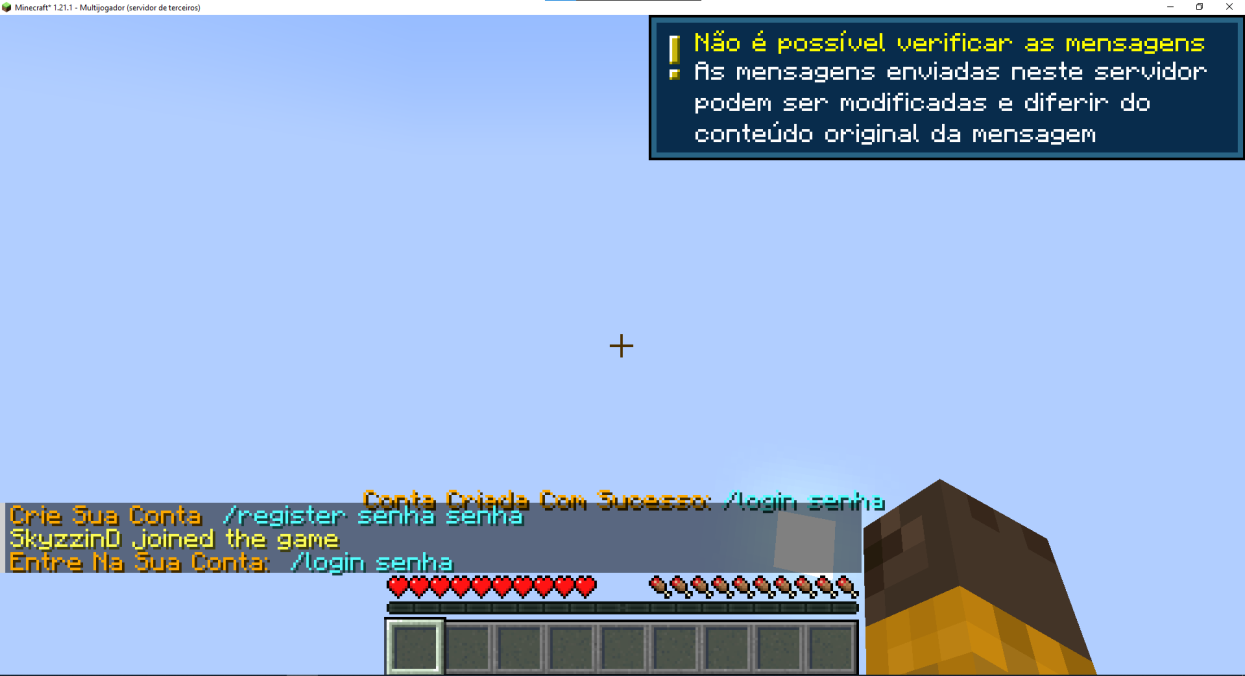 Minecraft* 1.21.1 - Multijogador (servidor de terceiros)
Não é possível verificar as mensagens
As mensagens enviadas neste servidor
podem ser modificadas e diferir do
conteúdo original da mensagem
Conta Criada Com Sucesso: /login senha
Crie Sua Conta /register senha senha
SkyzzinD joined the game
Entre Na Sua Conta: /login senha